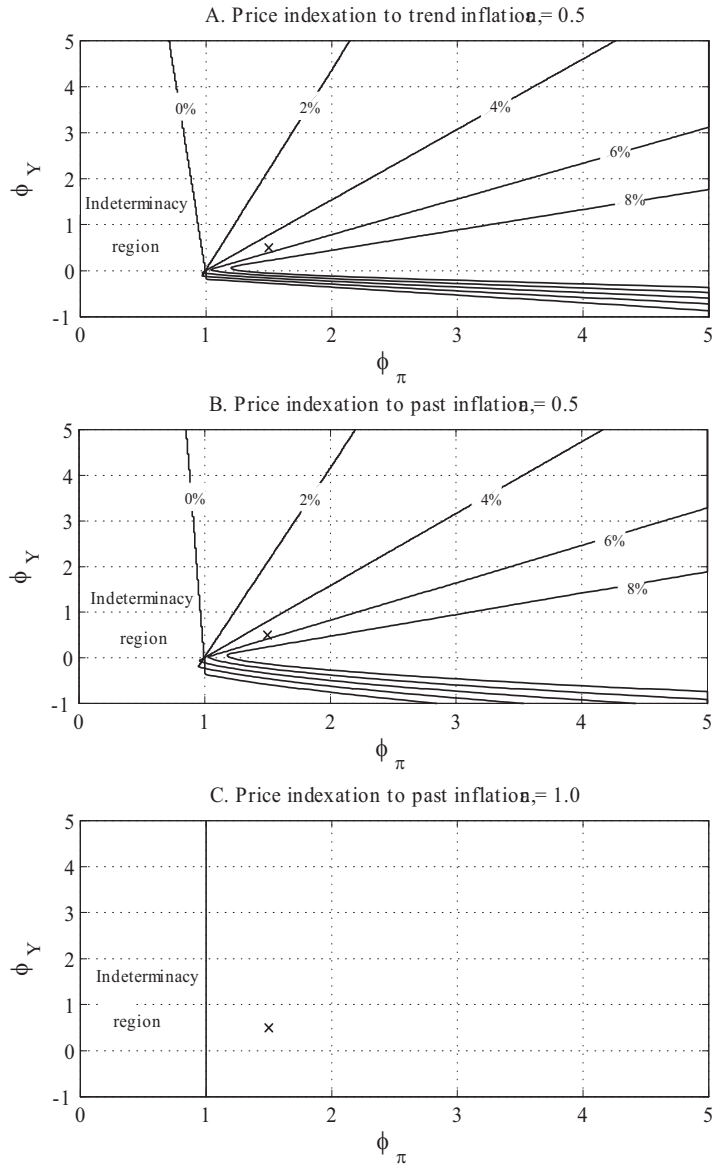 A. Price indexation to trend inflation, = 0.5
5
4
3
2
1
0
-1
ϕ Y
0%
2%
4%
6%
8%
Indeterminacy
region
0 1 2 3 4 5
ϕ π
B. Price indexation to past inflation, = 0.5
5
4
3
2
1
0
-1
ϕ Y
0%
2%
4%
6%
8%
Indeterminacy
region
0 1 2 3 4 5
ϕ π
C. Price indexation to past inflation, = 1.0
5
4
3
2
1
0
-1
ϕ Y
Indeterminacy
region
0 1 2 3 4 5
ϕ π